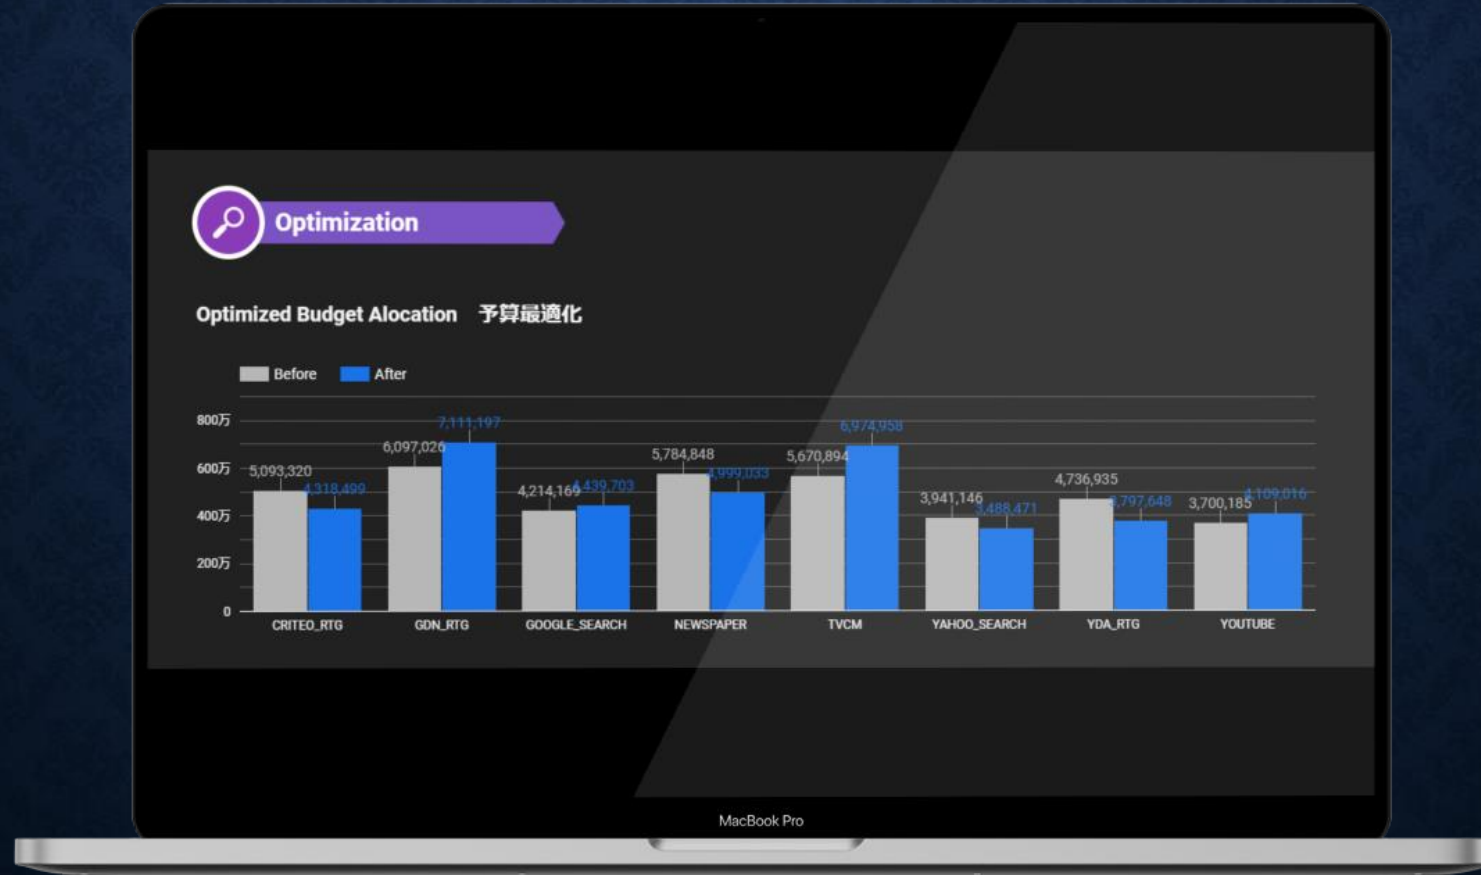 Optimization
Optimized Budget Alocation　予算最適化
Before After
800万
600万
400万
200万
0
5,093,320
4,318,499
6,097,026
7,111,197
4,214,169
4,439,703
5,784,848
4,999,033
5,670,894
6,974,958
3,941,146
3,488,471
4,736,935
3,797,648
3,700,185
4,109,016
CRITEO_RTG GDN_RTG GOOGLE_SEARCH NEWSPAPER TVCM YAHOO_SEARCH YDA_RTG YOUTUBE
MacBook Pro